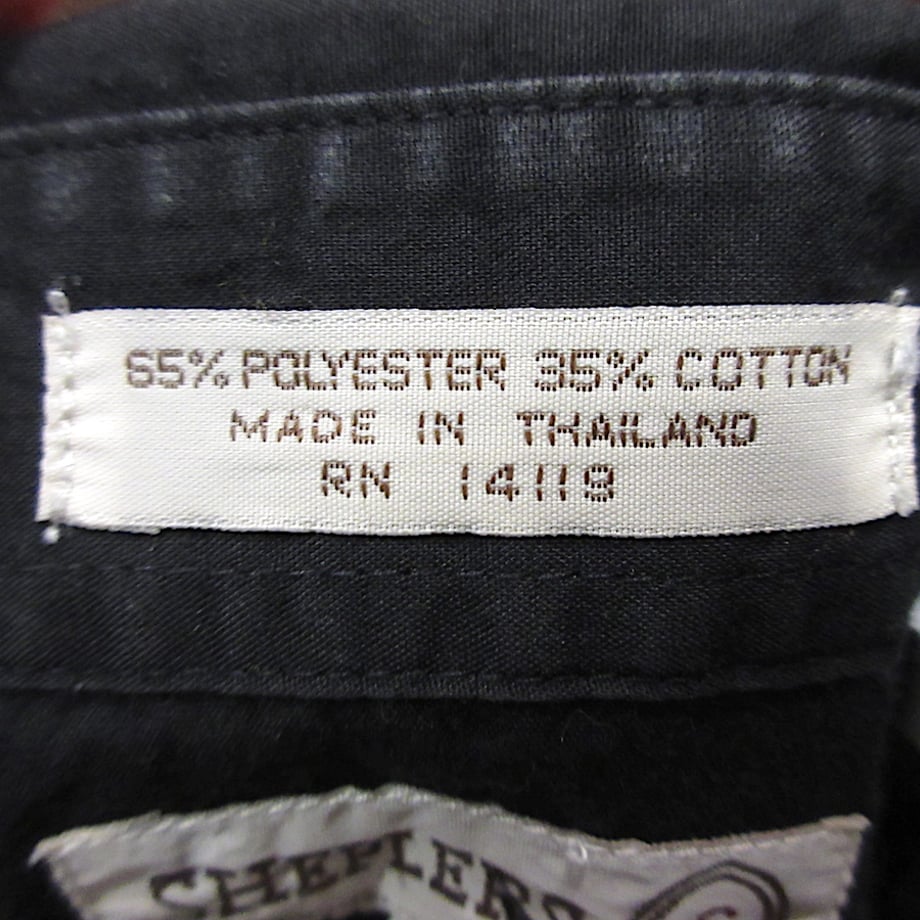 65% POLYESTER 35% COTTON
MADE IN THAILAND
RN 14119